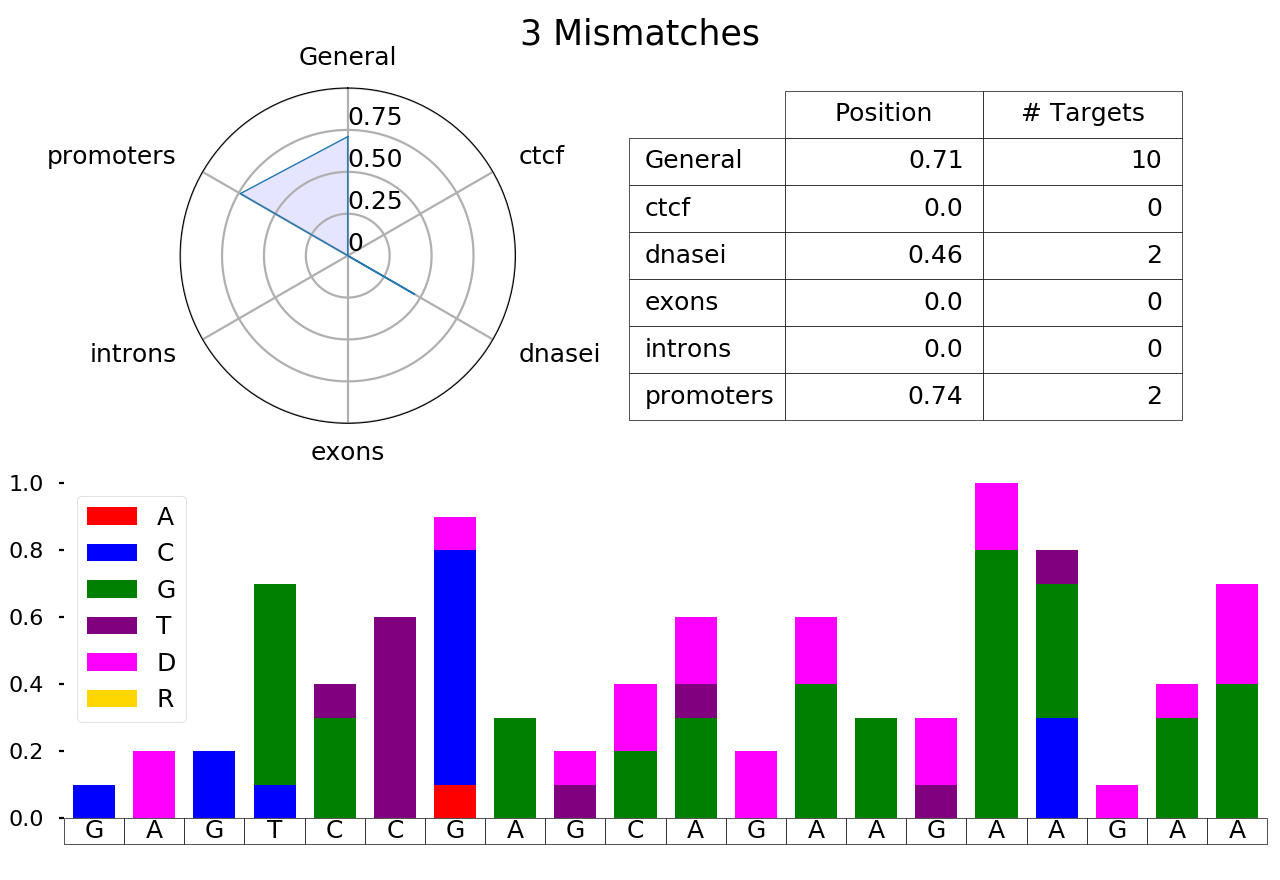 3 Mismatches
General
promoters
ctcf
introns
dnasei
exons
0.75
0.50
0.25
0
Position # Targets
General 0.71 10
ctcf 0.0 0
dnasei 0.46 2
exons 0.0 0
introns 0.0 0
promoters 0.74 2
1.0
0.8
0.6
0.4
0.2
0.0
A
C
G
T
D
R
G A G T C C G A G C A G A A G A A G A A